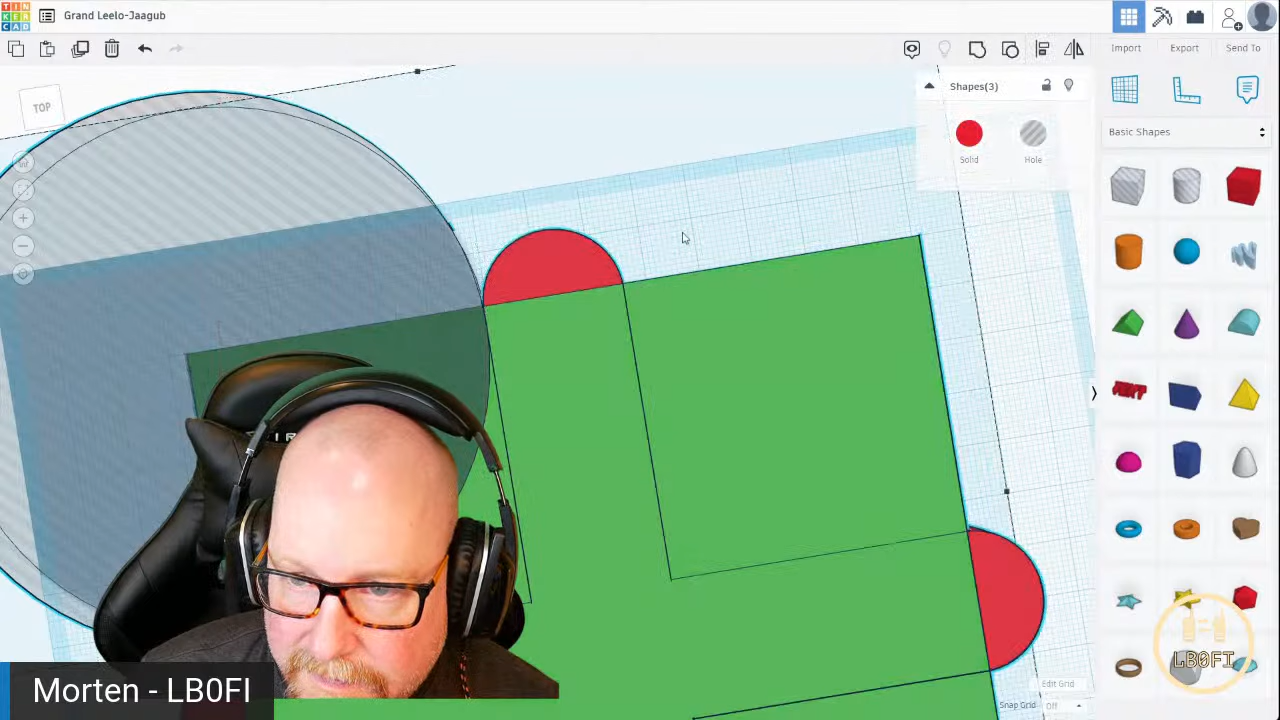 TIN
KER
CAD
Grand Leelo-Jaagub
Import
Export
Send To
TOP
Shapes(3)
Solid
Hole
Basic Shapes
Edit Grid
Snap Grid
Off
LB0FI
Morten - LB0FI